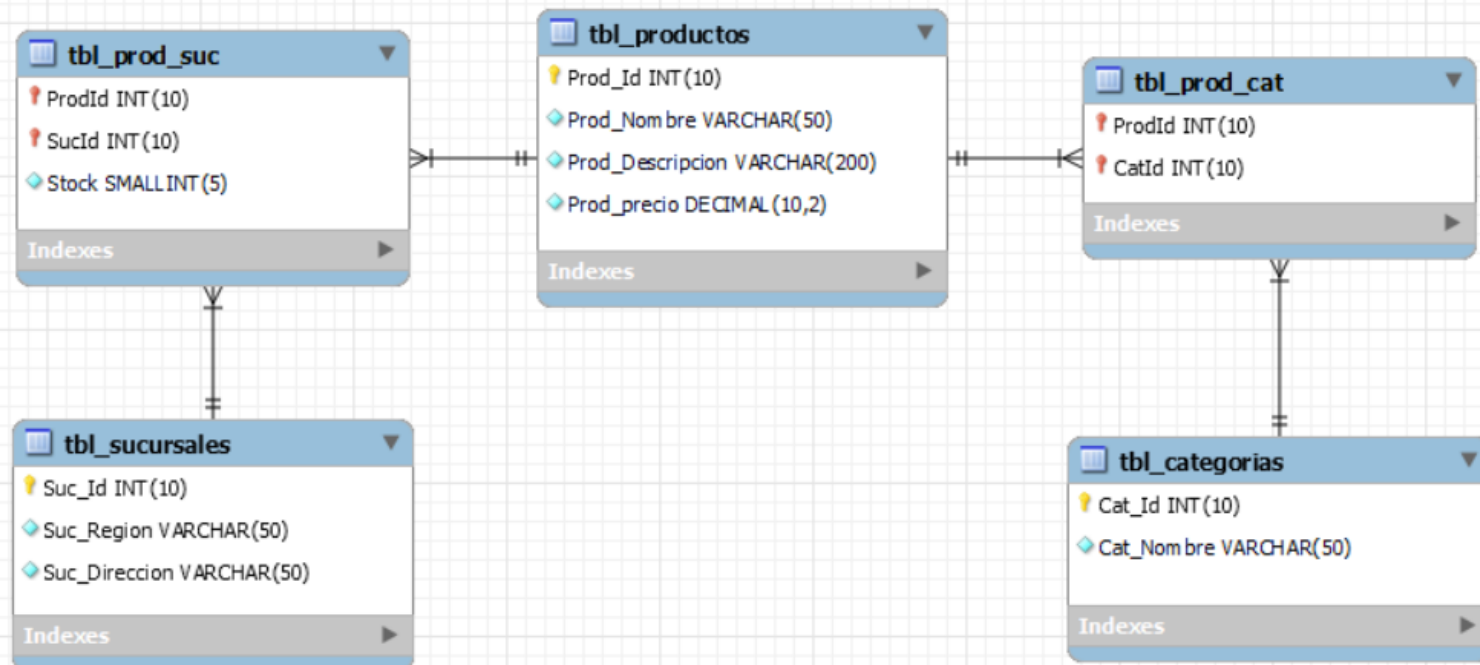 tbl_prod_suc
ProdId INT(10)
SucId INT(10)
Stock SMALLINT(5)
Indexes
tbl_productos
Prod_Id INT(10)
Prod_Nombre VARCHAR(50)
Prod_Descripcion VARCHAR(200)
Prod_precio DECIMAL(10,2)
Indexes
tbl_prod_cat
ProdId INT(10)
CatId INT(10)
Indexes
tbl_sucursales
Suc_Id INT(10)
Suc_Region VARCHAR(50)
Suc_Direccion VARCHAR(50)
Indexes
tbl_categorias
Cat_Id INT(10)
Cat_Nombre VARCHAR(50)
Indexes